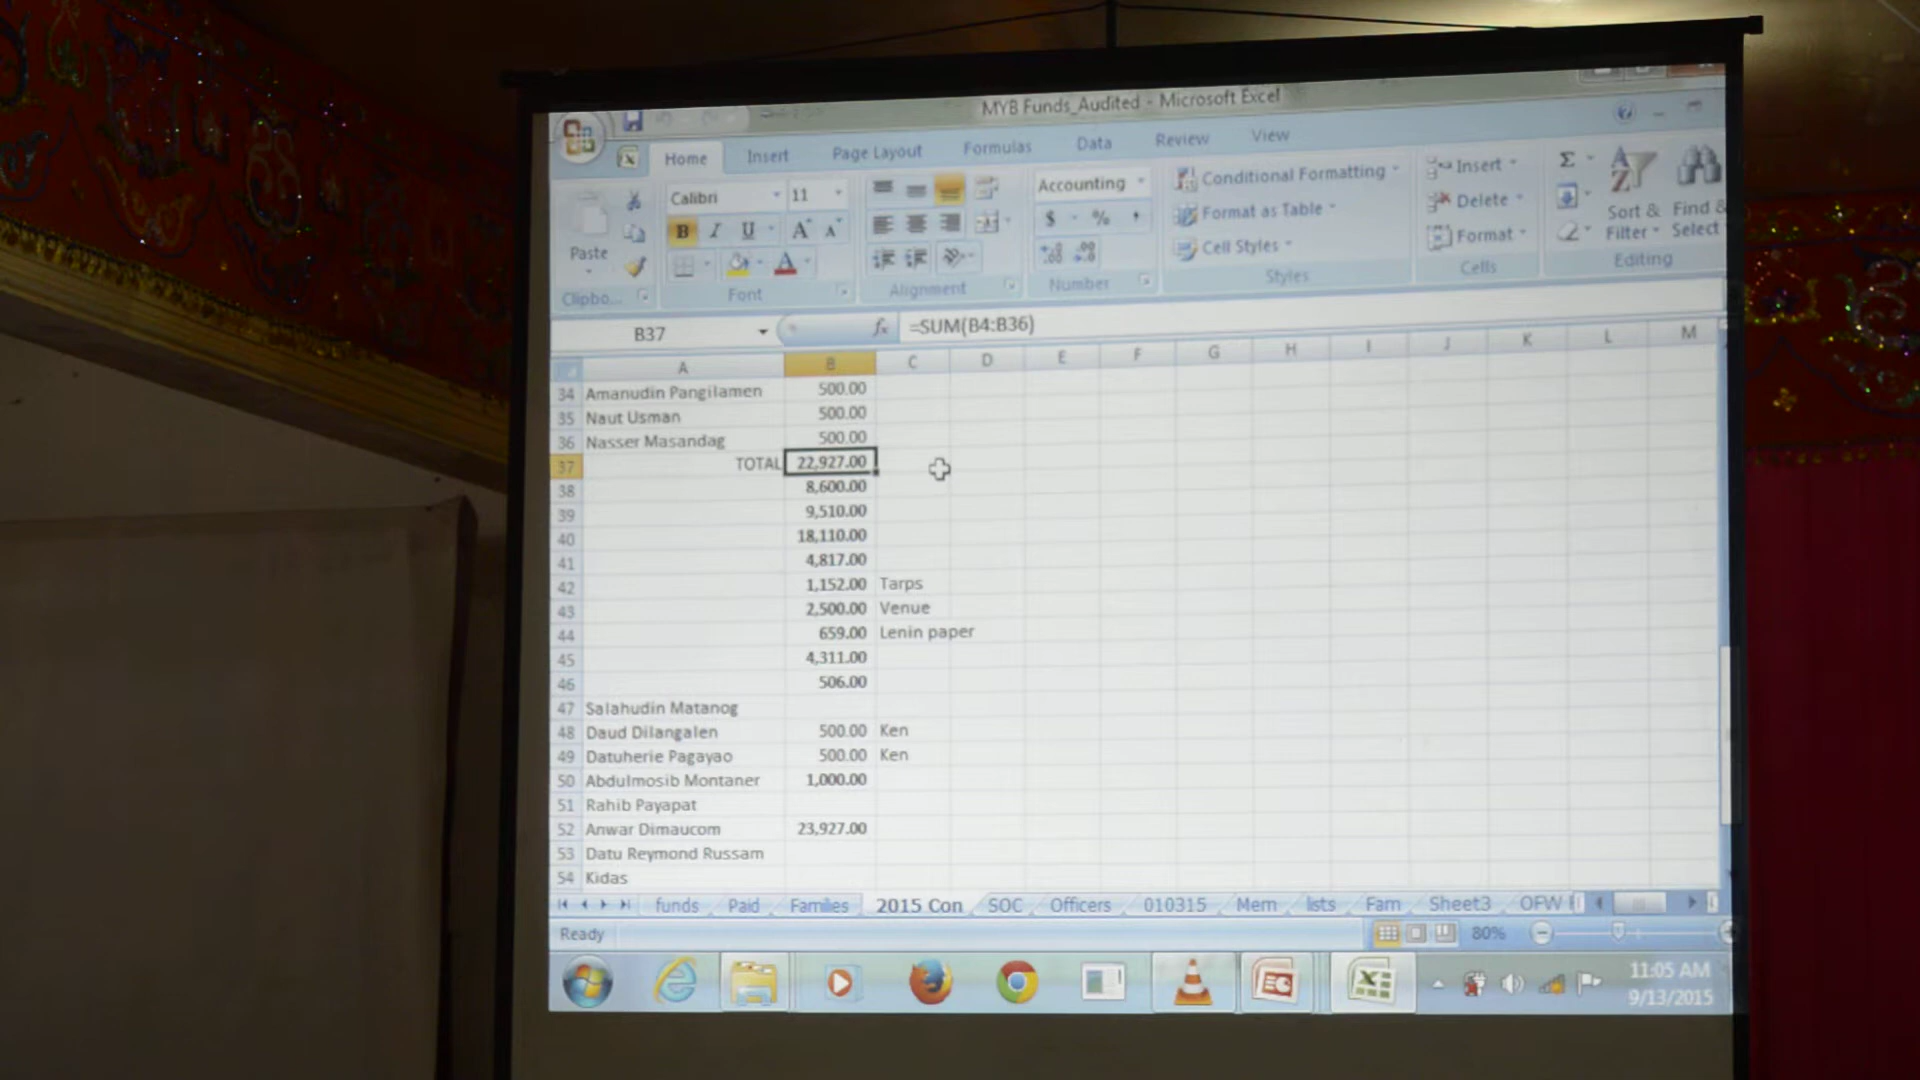 MYB Funds_Audited - Microsoft Excel
Home Insert Page Layout Formulas Data Review View
Calibri 11 Accounting Conditional Formatting Insert Σ
Paste B I U A A $ % Format as Table Delete Sort & Filter Find & Select
Cell Styles Format
Clipbo... Font Alignment Number Styles Cells Editing
B37 fx =SUM(B4:B36)
A B C D E F G H I J K L M
34 Amanudin Pangilamen 500.00
35 Naut Usman 500.00
36 Nasser Masandag 500.00
37 TOTAL 22,927.00
38 8,600.00
39 9,510.00
40 18,110.00
41 4,817.00
42 1,152.00 Tarps
43 2,500.00 Venue
44 659.00 Lenin paper
45 4,311.00
46 506.00
47 Salahudin Matanog
48 Daud Dilangalen 500.00 Ken
49 Datuherie Pagayao 500.00 Ken
50 Abdulmosib Montaner 1,000.00
51 Rahib Payapat
52 Anwar Dimaucom 23,927.00
53 Datu Reymond Russam
54 Kidas
funds Paid Families 2015 Con SOC Officers 010315 Mem lists Fam Sheet3 OFW
Ready 80%
11:05 AM
9/13/2015